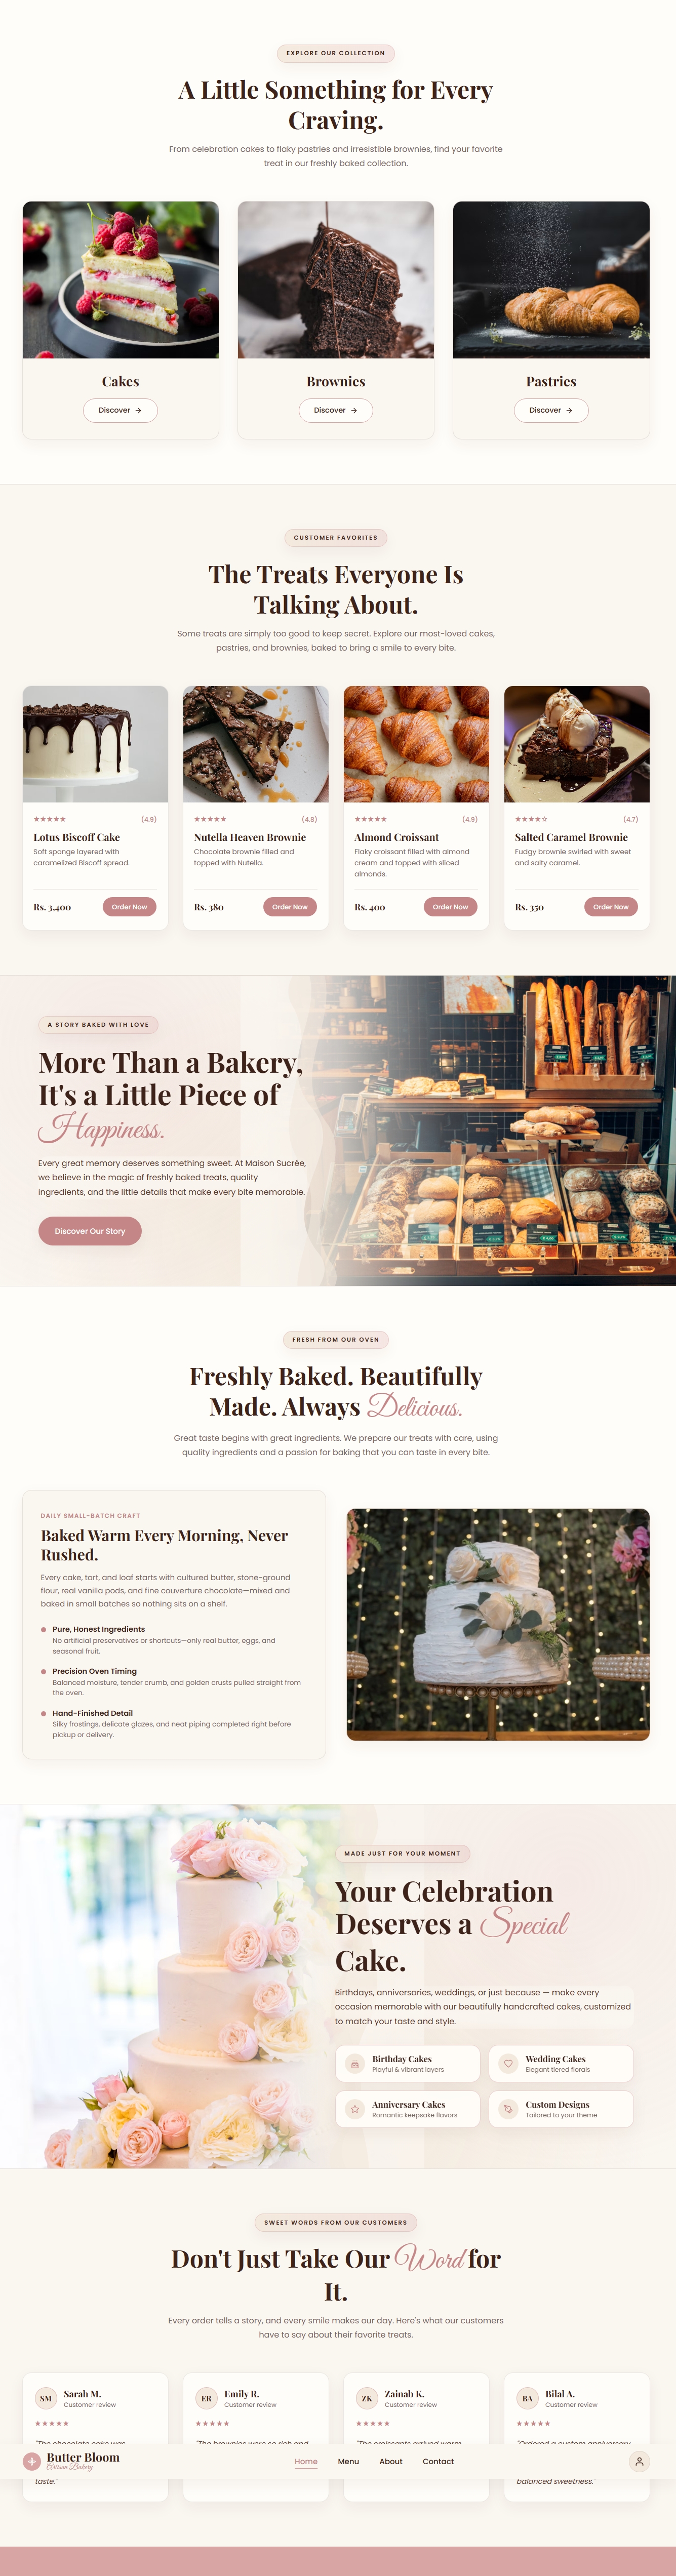 EXPLORE OUR COLLECTION
A Little Something for Every
Craving.
From celebration cakes to flaky pastries and irresistible brownies, find your favorite
treat in our freshly baked collection.
Cakes
Discover →
Brownies
Discover →
Pastries
Discover →
CUSTOMER FAVORITES
The Treats Everyone Is
Talking About.
Some treats are simply too good to keep secret. Explore our most-loved cakes,
pastries, and brownies, baked to bring a smile to every bite.
★★★★★ (4.9)
Lotus Biscoff Cake
Soft sponge layered with
caramelized Biscoff spread.
Rs. 3,400 Order Now
★★★★★ (4.8)
Nutella Heaven Brownie
Chocolate brownie filled and
topped with Nutella.
Rs. 380 Order Now
★★★★★ (4.9)
Almond Croissant
Flaky croissant filled with almond
cream and topped with sliced
almonds.
Rs. 400 Order Now
★★★★☆ (4.7)
Salted Caramel Brownie
Fudgy brownie swirled with sweet
and salty caramel.
Rs. 350 Order Now
A STORY BAKED WITH LOVE
More Than a Bakery,
It's a Little Piece of
Happiness.
Every great memory deserves something sweet. At Maison Sucrée,
we believe in the magic of freshly baked treats, quality
ingredients, and the little details that make every bite memorable.
Discover Our Story
FRESH FROM OUR OVEN
Freshly Baked. Beautifully
Made. Always Delicious.
Great taste begins with great ingredients. We prepare our treats with care, using
quality ingredients and a passion for baking that you can taste in every bite.
DAILY SMALL-BATCH CRAFT
Baked Warm Every Morning, Never
Rushed.
Every cake, tart, and loaf starts with cultured butter, stone-ground
flour, real vanilla pods, and fine couverture chocolate—mixed and
baked in small batches so nothing sits on a shelf.
Pure, Honest Ingredients
No artificial preservatives or shortcuts—only real butter, eggs, and
seasonal fruit.
Precision Oven Timing
Balanced moisture, tender crumb, and golden crusts pulled straight from
the oven.
Hand-Finished Detail
Silky frostings, delicate glazes, and neat piping completed right before
pickup or delivery.
MADE JUST FOR YOUR MOMENT
Your Celebration
Deserves a Special
Cake.
Birthdays, anniversaries, weddings, or just because — make every
occasion memorable with our beautifully handcrafted cakes, customized
to match your taste and style.
Birthday Cakes
Playful & vibrant layers
Wedding Cakes
Elegant tiered florals
Anniversary Cakes
Romantic keepsake flavors
Custom Designs
Tailored to your theme
SWEET WORDS FROM OUR CUSTOMERS
Don't Just Take Our Word for
It.
Every order tells a story, and every smile makes our day. Here's what our customers
have to say about their favorite treats.
SM Sarah M.
Customer review
★★★★★
ER Emily R.
Customer review
★★★★★
ZK Zainab K.
Customer review
★★★★★
BA Bilal A.
Customer review
★★★★★
"The chocolate cake was
"The brownies were so rich and
"The croissants arrived warm,
"Ordered a custom anniversary
Butter Bloom
Artisan Bakery
Home Menu About Contact
taste."
balanced sweetness.